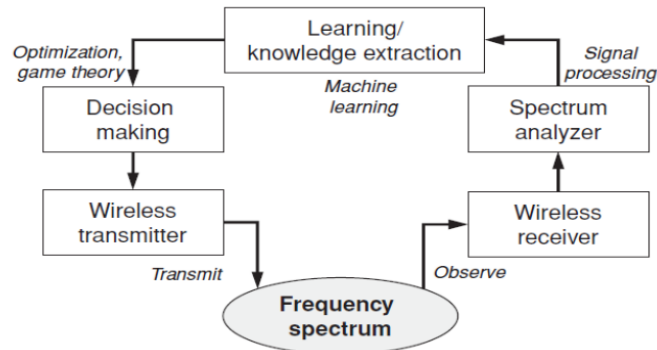 Learning/
knowledge extraction
Optimization,
game theory
Machine
learning
Signal
processing
Decision
making
Spectrum
analyzer
Wireless
transmitter
Wireless
receiver
Transmit
Observe
Frequency
spectrum